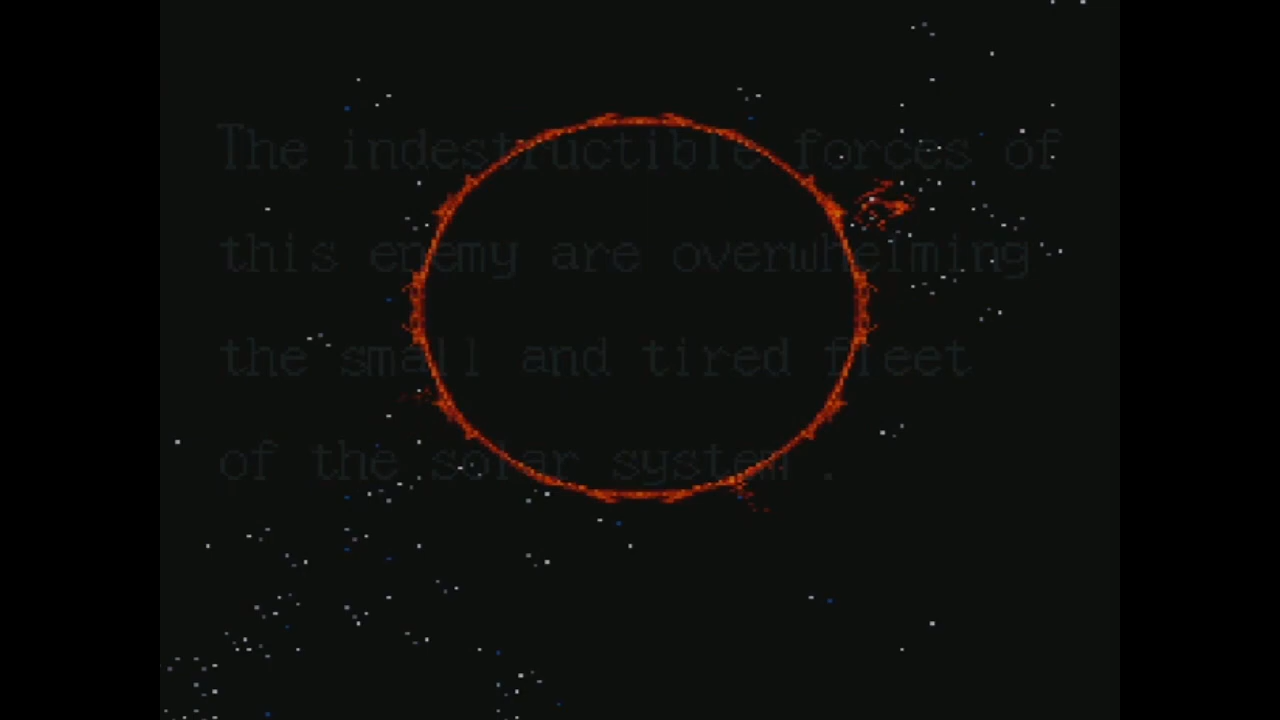 The indestructible forces of
this enemy are overwhelming
the small and tired fleet
of the solar system .